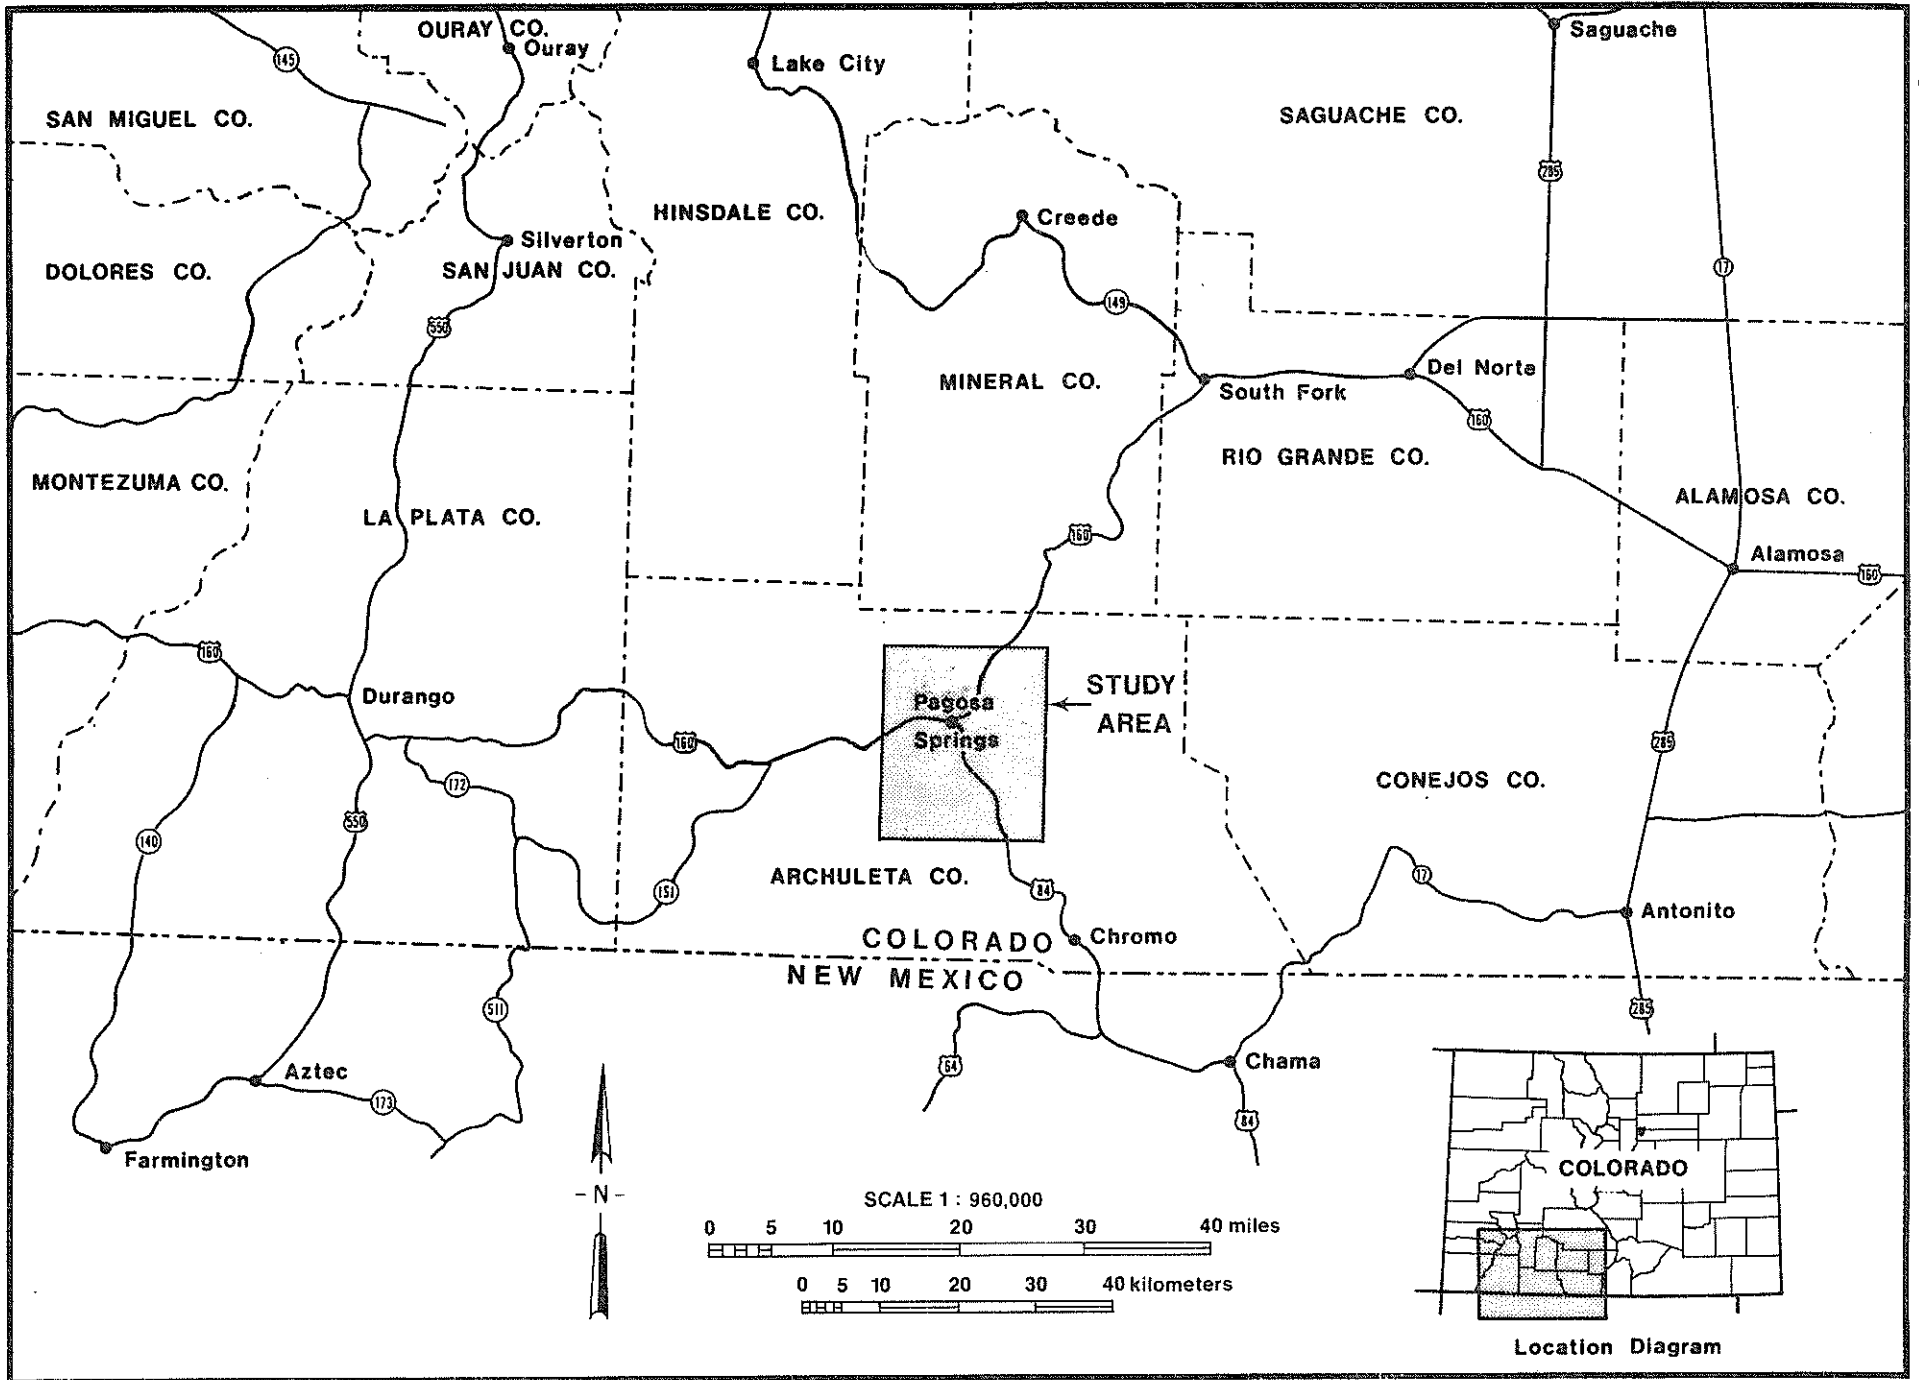 OURAY CO.
Ouray
145
Lake City
Saguache
SAN MIGUEL CO.
SAGUACHE CO.
285
HINSDALE CO.
Creede
Silverton
DOLORES CO.
SAN JUAN CO.
17
149
550
Del Norta
MINERAL CO.
South Fork
160
RIO GRANDE CO.
MONTEZUMA CO.
ALAMOSA CO.
LA PLATA CO.
160
Alamosa
160
160
Durango
Pagosa
Springs
STUDY
AREA
160
285
172
CONEJOS CO.
550
140
ARCHULETA CO.
151
84
17
Antonito
COLORADO
Chromo
NEW MEXICO
511
285
64
Chama
Aztec
173
84
Farmington
COLORADO
- N -
SCALE 1 : 960,000
0 5 10 20 30 40 miles
0 5 10 20 30 40 kilometers
Location Diagram